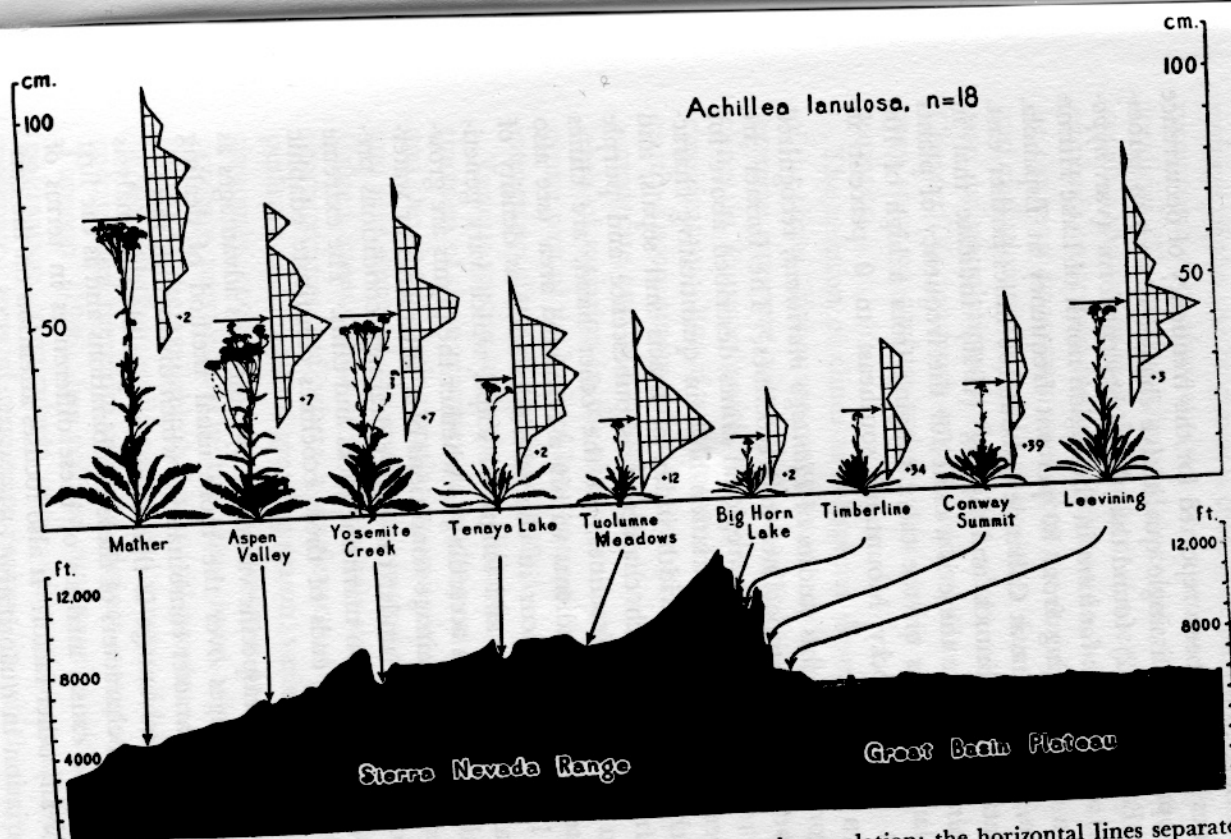 cm.
100
50
Achillea lanulosa, n=18
cm.
100
50
+2
+7
+7
+2
+12
+2
+34
+39
+3
Mather
Aspen
Valley
Yosemite
Creek
Tenaya Lake
Tuolumne
Meadows
Big Horn
Lake
Timberline
Conway
Summit
Leevining
ft.
12,000
8000
4000
Ft.
12,000
8000
Sierra Nevada Range
Great Basin Plateau
the horizontal lines separate